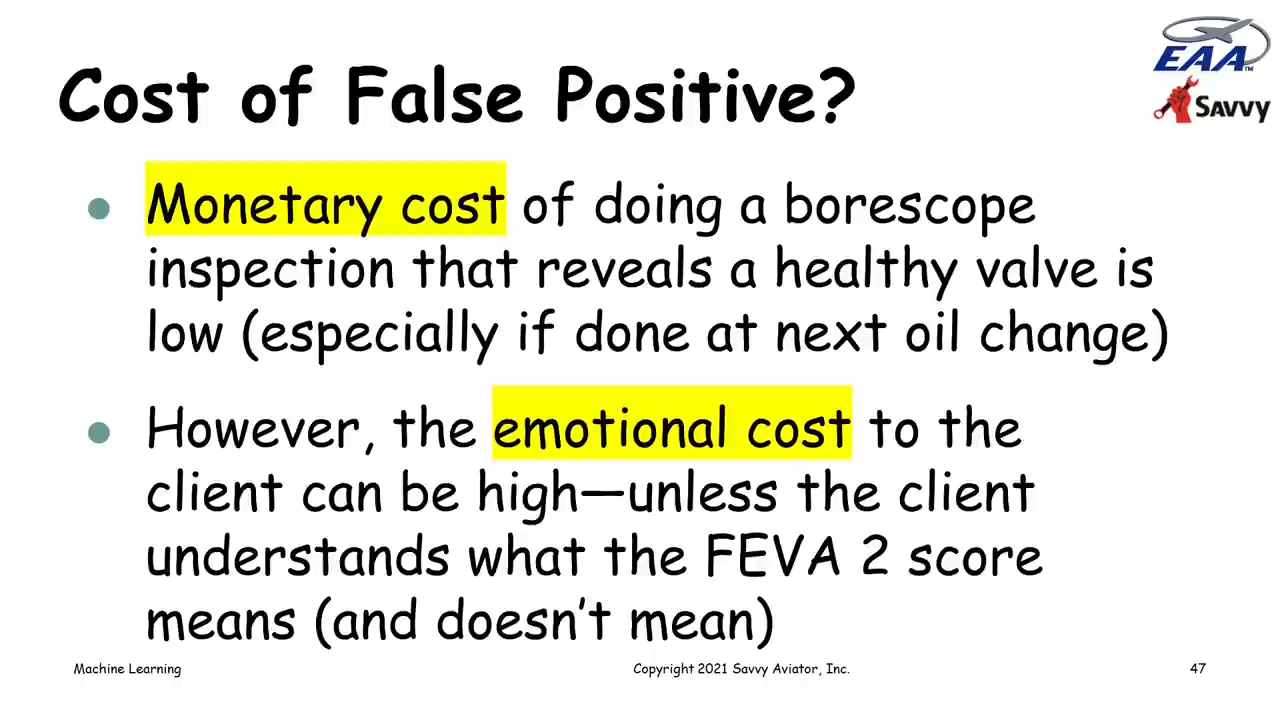 EAA™
Savvy
Cost of False Positive?
● Monetary cost of doing a borescope
inspection that reveals a healthy valve is
low (especially if done at next oil change)
● However, the emotional cost to the
client can be high—unless the client
understands what the FEVA 2 score
means (and doesn’t mean)
Machine Learning
Copyright 2021 Savvy Aviator, Inc.
47